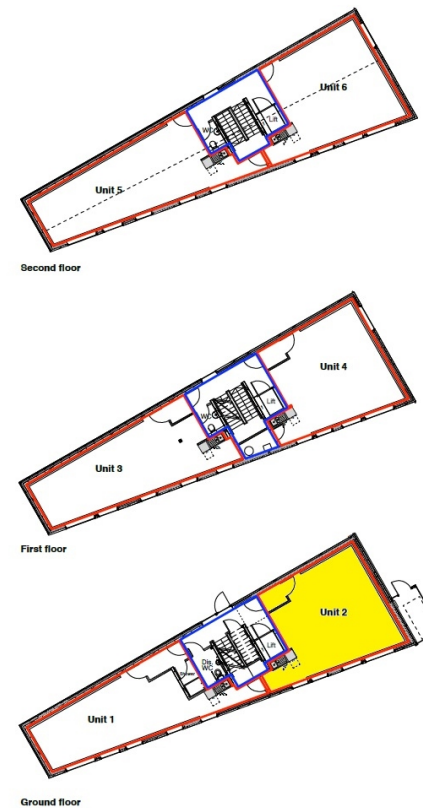 Unit 6
WC
Lift
Unit 5
Second floor
Unit 4
WC
Lift
Unit 3
First floor
Unit 2
Dis.
WC
Lift
Shower
Unit 1
Ground floor